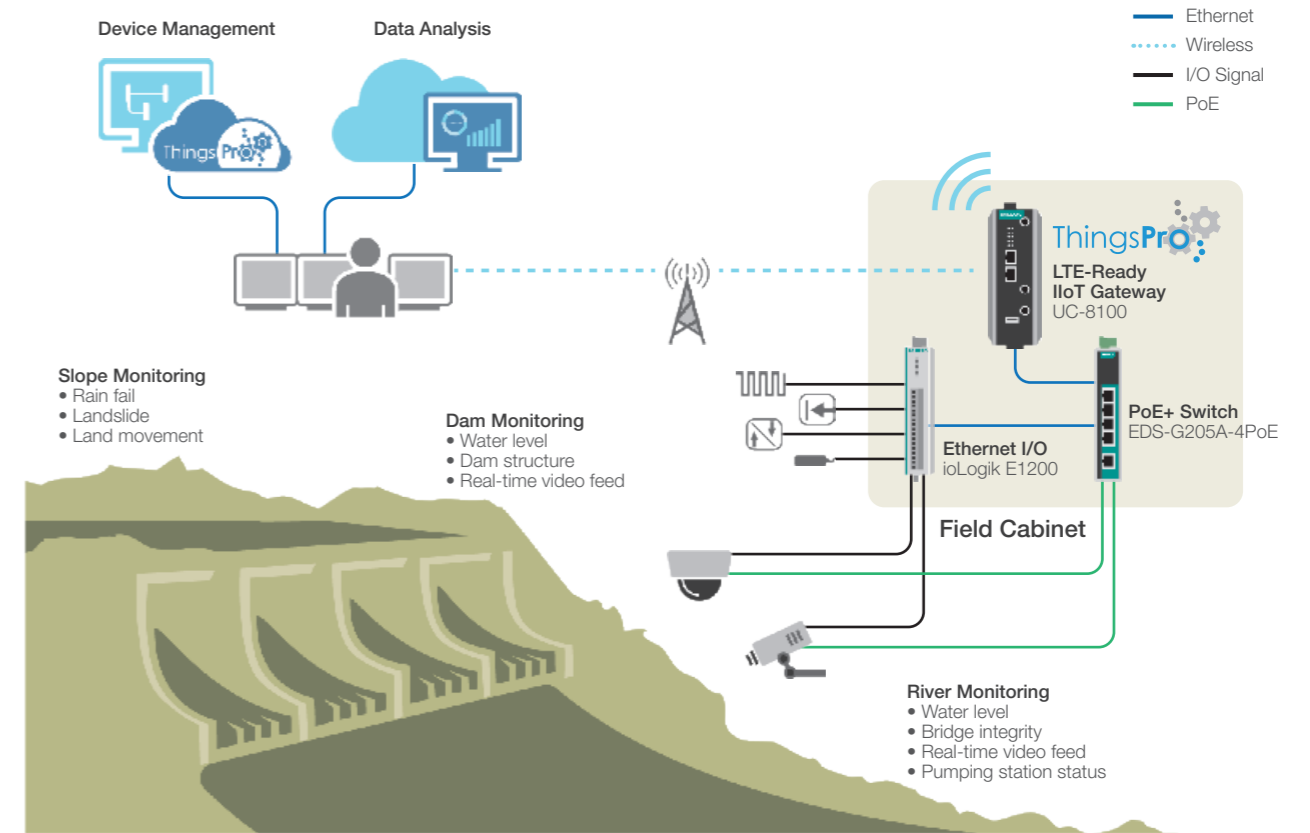 Device Management
Data Analysis
Ethernet
Wireless
I/O Signal
PoE
ThingsPro
ThingsPro
LTE-Ready
IIoT Gateway
UC-8100
Slope Monitoring
• Rain fail
• Landslide
• Land movement
Dam Monitoring
• Water level
• Dam structure
• Real-time video feed
PoE+ Switch
EDS-G205A-4PoE
Ethernet I/O
ioLogik E1200
Field Cabinet
River Monitoring
• Water level
• Bridge integrity
• Real-time video feed
• Pumping station status